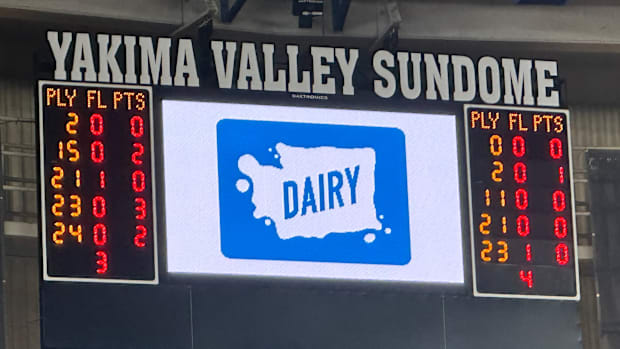 YAKIMA VALLEY SUNDOME
DAKTRONICS
PLY FL PTS
2 0 0
15 0 2
21 1 0
23 0 3
24 0 2
3
DAIRY
PLY FL PTS
0 0 0
2 0 1
11 0 0
21 0 0
23 1 0
4